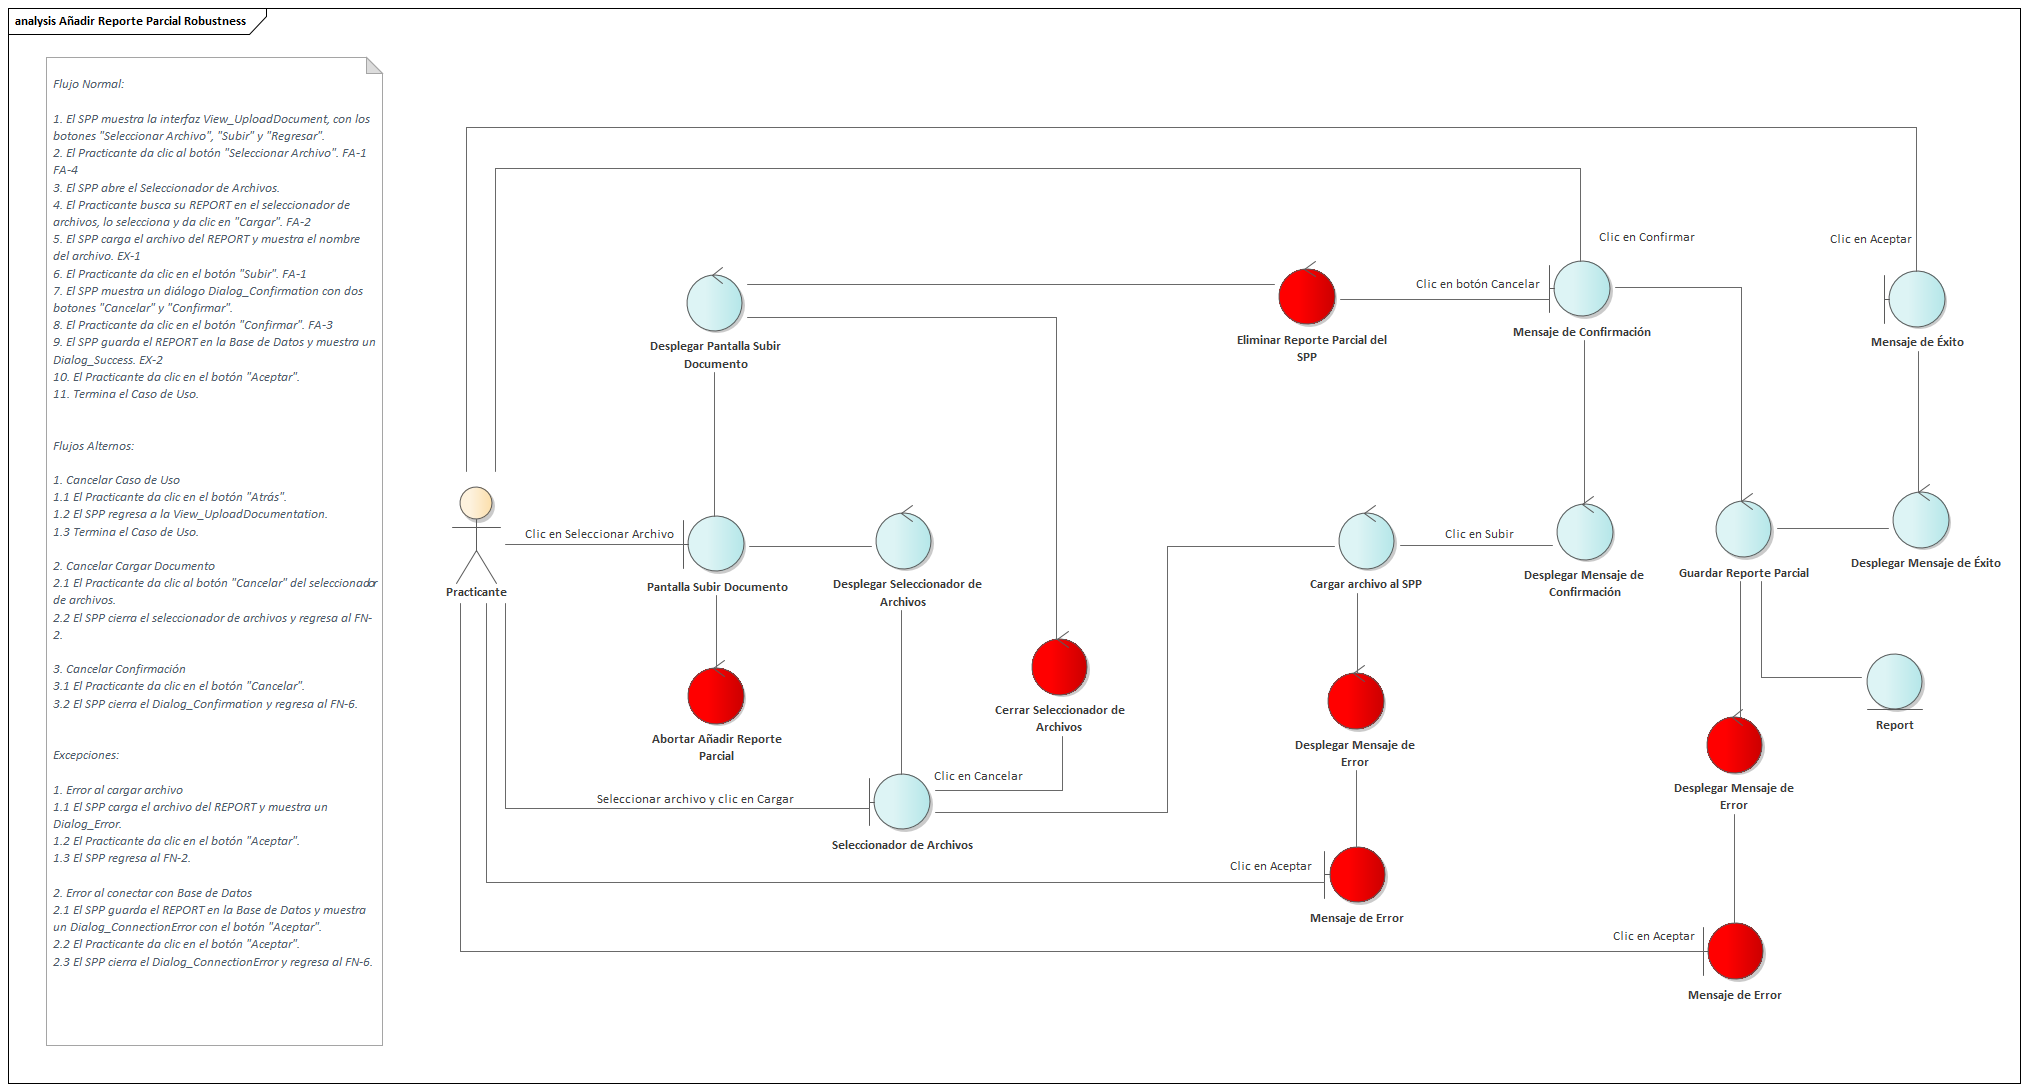 analysis Añadir Reporte Parcial Robustness
Flujo Normal:
1. El SPP muestra la interfaz View_UploadDocument, con los
botones "Seleccionar Archivo", "Subir" y "Regresar".
2. El Practicante da clic al botón "Seleccionar Archivo". FA-1
FA-4
3. El SPP abre el Seleccionador de Archivos.
4. El Practicante busca su REPORT en el seleccionador de
archivos, lo selecciona y da clic en "Cargar". FA-2
5. El SPP carga el archivo del REPORT y muestra el nombre
del archivo. EX-1
6. El Practicante da clic en el botón "Subir". FA-1
7. El SPP muestra un diálogo Dialog_Confirmation con dos
botones "Cancelar" y "Confirmar".
8. El Practicante da clic en el botón "Confirmar". FA-3
9. El SPP guarda el REPORT en la Base de Datos y muestra un
Dialog_Success. EX-2
10. El Practicante da clic en el botón "Aceptar".
11. Termina el Caso de Uso.
Flujos Alternos:
1. Cancelar Caso de Uso
1.1 El Practicante da clic en el botón "Atrás".
1.2 El SPP regresa a la View_UploadDocumentation.
1.3 Termina el Caso de Uso.
2. Cancelar Cargar Documento
2.1 El Practicante da clic al botón "Cancelar" del seleccionador
de archivos.
2.2 El SPP cierra el seleccionador de archivos y regresa al FN-
2.
3. Cancelar Confirmación
3.1 El Practicante da clic en el botón "Cancelar".
3.2 El SPP cierra el Dialog_Confirmation y regresa al FN-6.
Excepciones:
1. Error al cargar archivo
1.1 El SPP carga el archivo del REPORT y muestra un
Dialog_Error.
1.2 El Practicante da clic en el botón "Aceptar".
1.3 El SPP regresa al FN-2.
2. Error al conectar con Base de Datos
2.1 El SPP guarda el REPORT en la Base de Datos y muestra
un Dialog_ConnectionError con el botón "Aceptar".
2.2 El Practicante da clic en el botón "Aceptar".
2.3 El SPP cierra el Dialog_ConnectionError y regresa al FN-6.
Clic en Confirmar
Clic en Aceptar
Clic en botón Cancelar
Desplegar Pantalla Subir
Documento
Eliminar Reporte Parcial del
SPP
Mensaje de Confirmación
Mensaje de Éxito
Clic en Seleccionar Archivo
Clic en Subir
Practicante
Pantalla Subir Documento
Desplegar Seleccionador de
Archivos
Cargar archivo al SPP
Desplegar Mensaje de
Confirmación
Guardar Reporte Parcial
Desplegar Mensaje de Éxito
Abortar Añadir Reporte
Parcial
Cerrar Seleccionador de
Archivos
Desplegar Mensaje de
Error
Report
Desplegar Mensaje de
Error
Clic en Cancelar
Seleccionar archivo y clic en Cargar
Seleccionador de Archivos
Clic en Aceptar
Mensaje de Error
Clic en Aceptar
Mensaje de Error